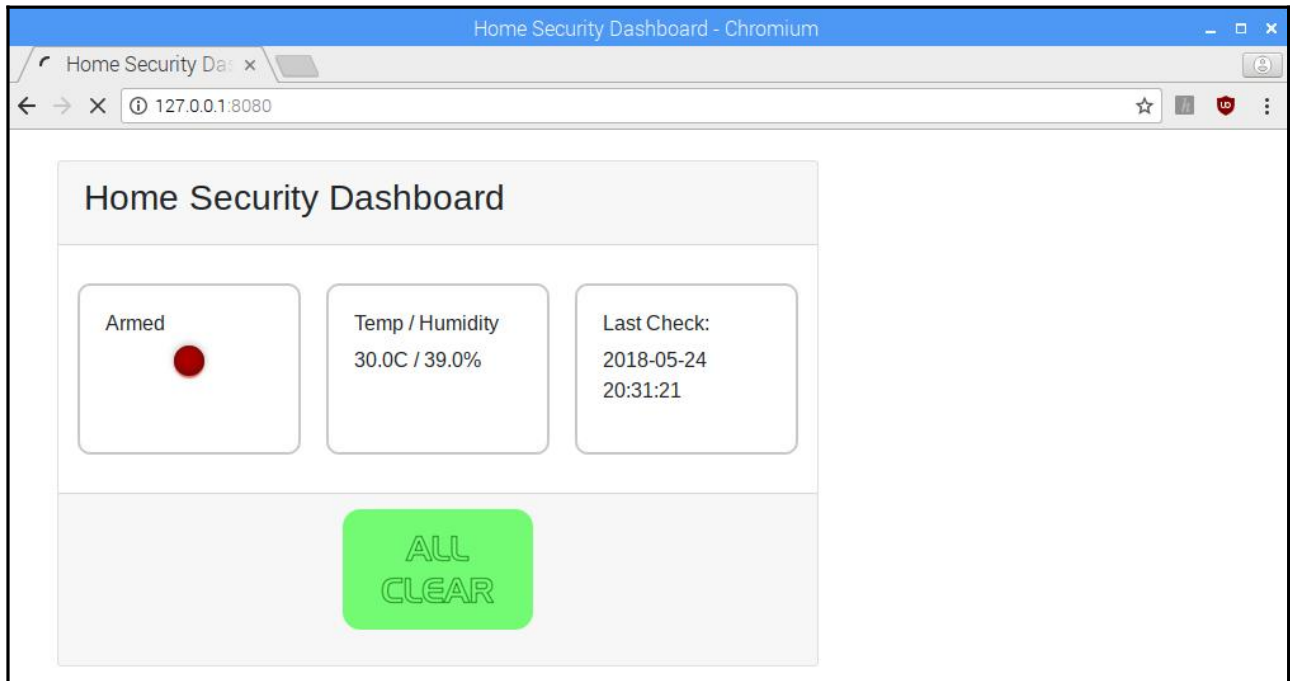 Home Security Dashboard - Chromium
Home Security Da
127.0.0.1:8080
Home Security Dashboard
Armed
Temp / Humidity
30.0C / 39.0%
Last Check:
2018-05-24
20:31:21
ALL
CLEAR